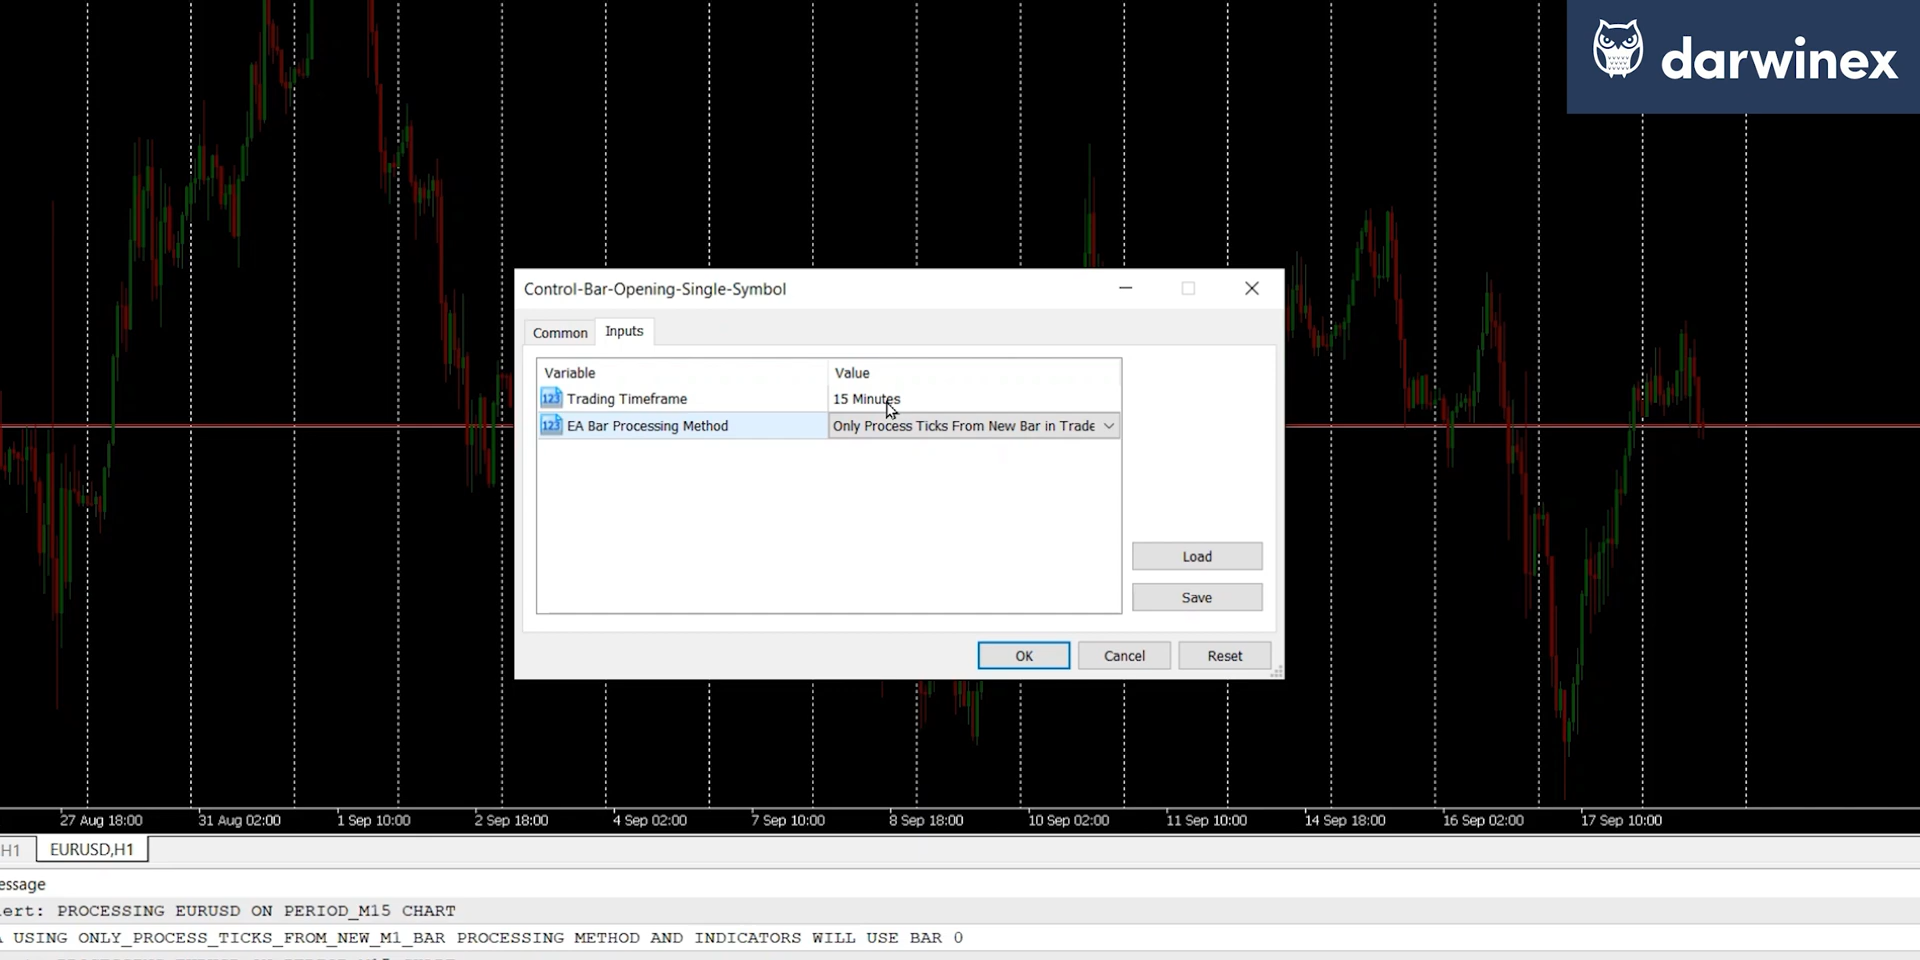 darwinex
Control-Bar-Opening-Single-Symbol
Common Inputs
Variable Value
123 Trading Timeframe 15 Minutes
123 EA Bar Processing Method Only Process Ticks From New Bar in Trade
Load
Save
OK Cancel Reset
27 Aug 18:00 31 Aug 02:00 1 Sep 10:00 2 Sep 18:00 4 Sep 02:00 7 Sep 10:00 8 Sep 18:00 10 Sep 02:00 11 Sep 10:00 14 Sep 18:00 16 Sep 02:00 17 Sep 10:00
H1 EURUSD,H1
essage
ert: PROCESSING EURUSD ON PERIOD_M15 CHART
USING ONLY_PROCESS_TICKS_FROM_NEW_M1_BAR PROCESSING METHOD AND INDICATORS WILL USE BAR 0